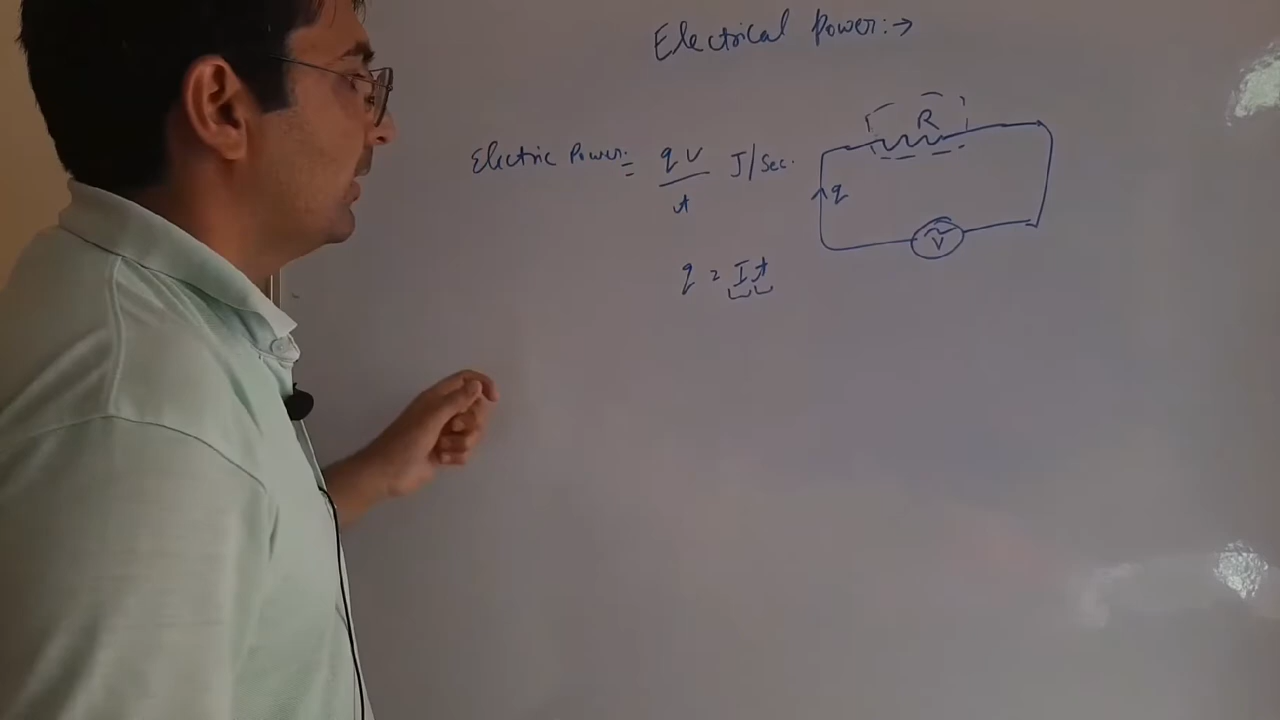 Electrical Power:→
R
Electric Power:= qV/t J/Sec.
q
V
q = It